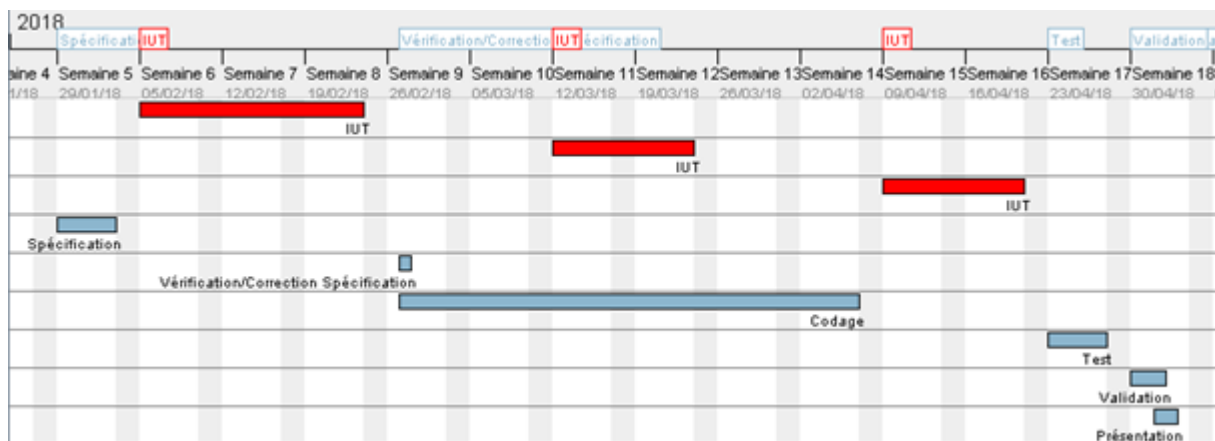 2018
Spécificati IUT Vérification/Correctio IUT écification IUT Test Validation
aine 4 Semaine 5 Semaine 6 Semaine 7 Semaine 8 Semaine 9 Semaine 10 Semaine 11 Semaine 12 Semaine 13 Semaine 14 Semaine 15 Semaine 16 Semaine 17 Semaine 18
1/18 29/01/18 05/02/18 12/02/18 19/02/18 26/02/18 05/03/18 12/03/18 19/03/18 26/03/18 02/04/18 09/04/18 16/04/18 23/04/18 30/04/18
IUT
IUT
IUT
Spécification
Vérification/Correction Spécification
Codage
Test
Validation
Présentation